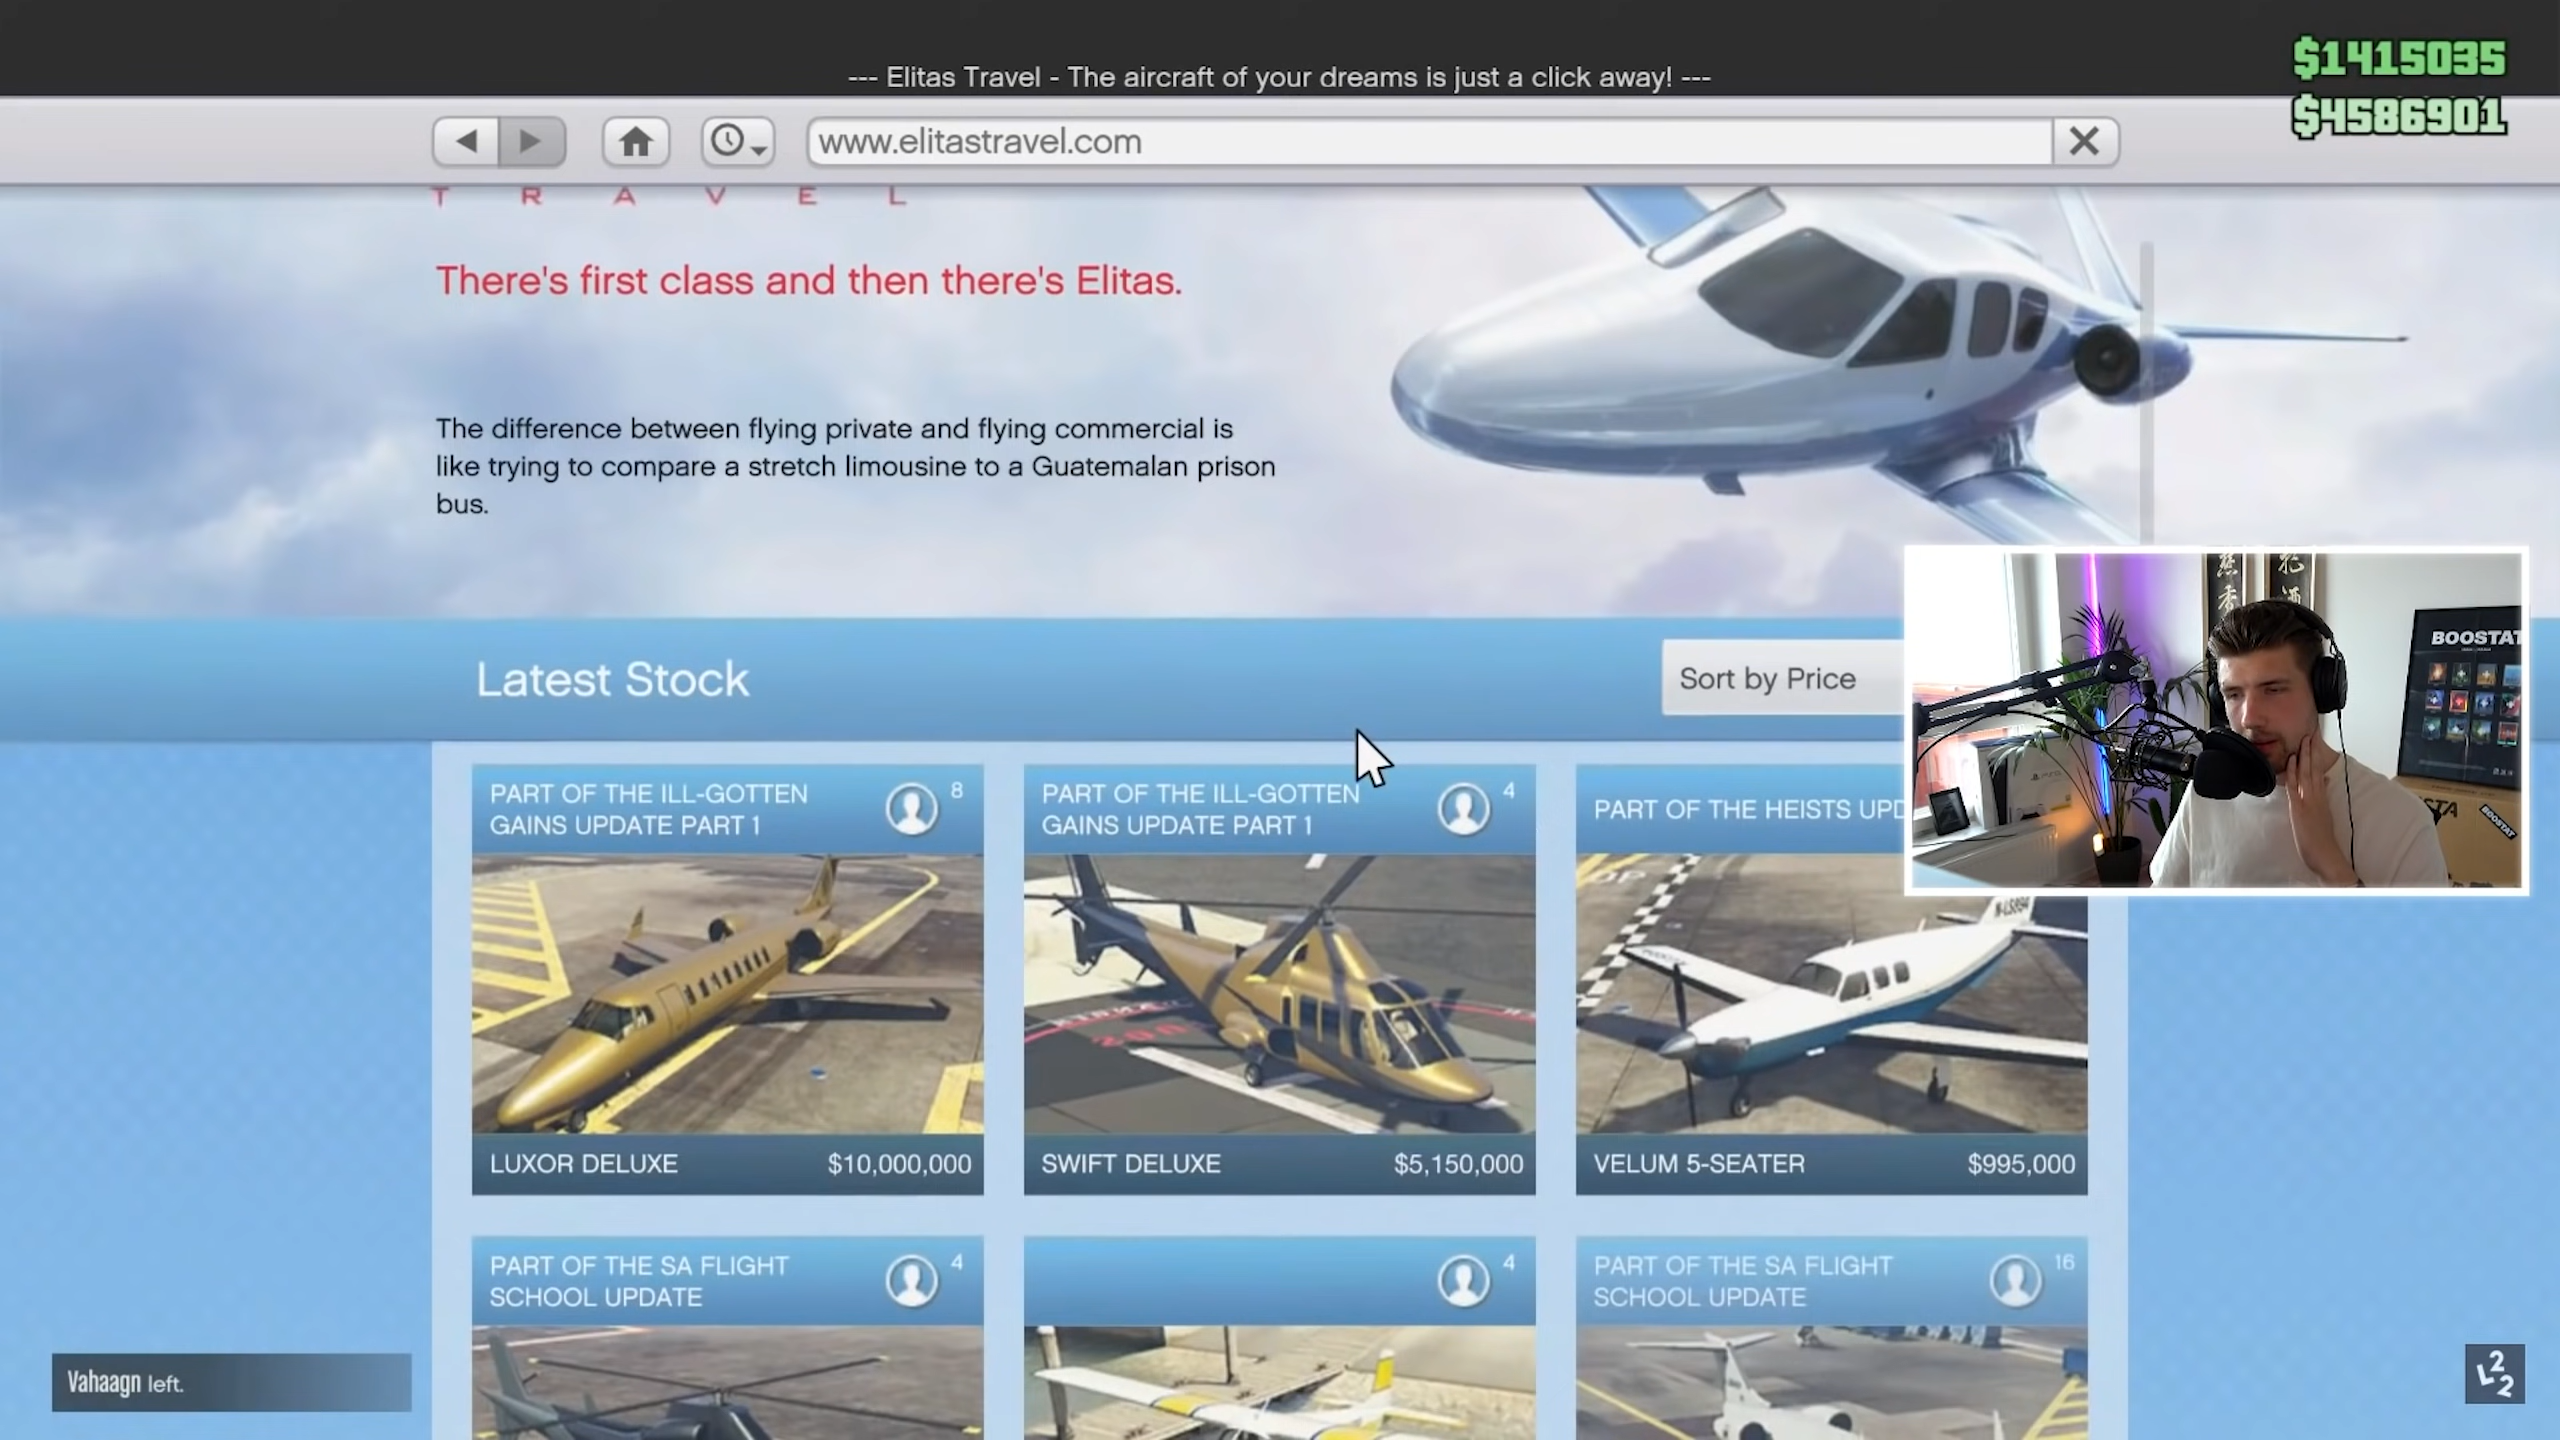 --- Elitas Travel - The aircraft of your dreams is just a click away! ---
$1415035
$4586901
www.elitastravel.com
T R A V E L
There's first class and then there's Elitas.
The difference between flying private and flying commercial is
like trying to compare a stretch limousine to a Guatemalan prison
bus.
Latest Stock
Sort by Price
BOOSTAT
PART OF THE ILL-GOTTEN
GAINS UPDATE PART 1
8
PART OF THE ILL-GOTTEN
GAINS UPDATE PART 1
4
PART OF THE HEISTS UPD
LUXOR DELUXE
$10,000,000
SWIFT DELUXE
$5,150,000
VELUM 5-SEATER
$995,000
PART OF THE SA FLIGHT
SCHOOL UPDATE
4
4
PART OF THE SA FLIGHT
SCHOOL UPDATE
16
Vahaagn left.
L22